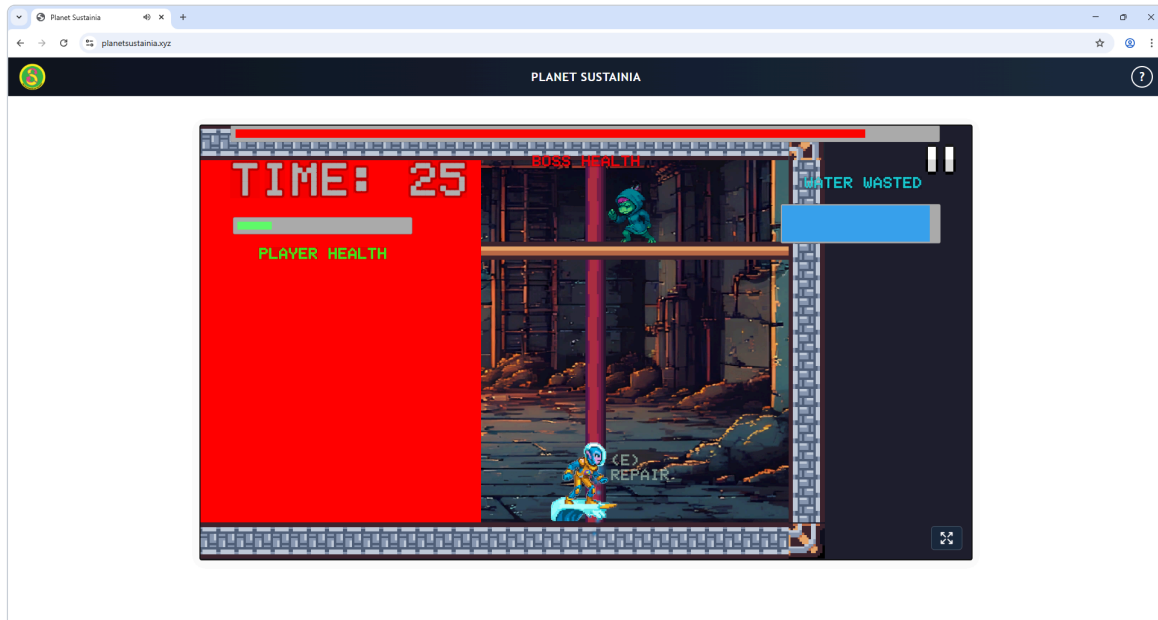 Planet Sustainia
planetsustainia.xyz
PLANET SUSTAINIA
?
BOSS HEALTH
TIME: 25
WATER WASTED
PLAYER HEALTH
(E)
REPAIR